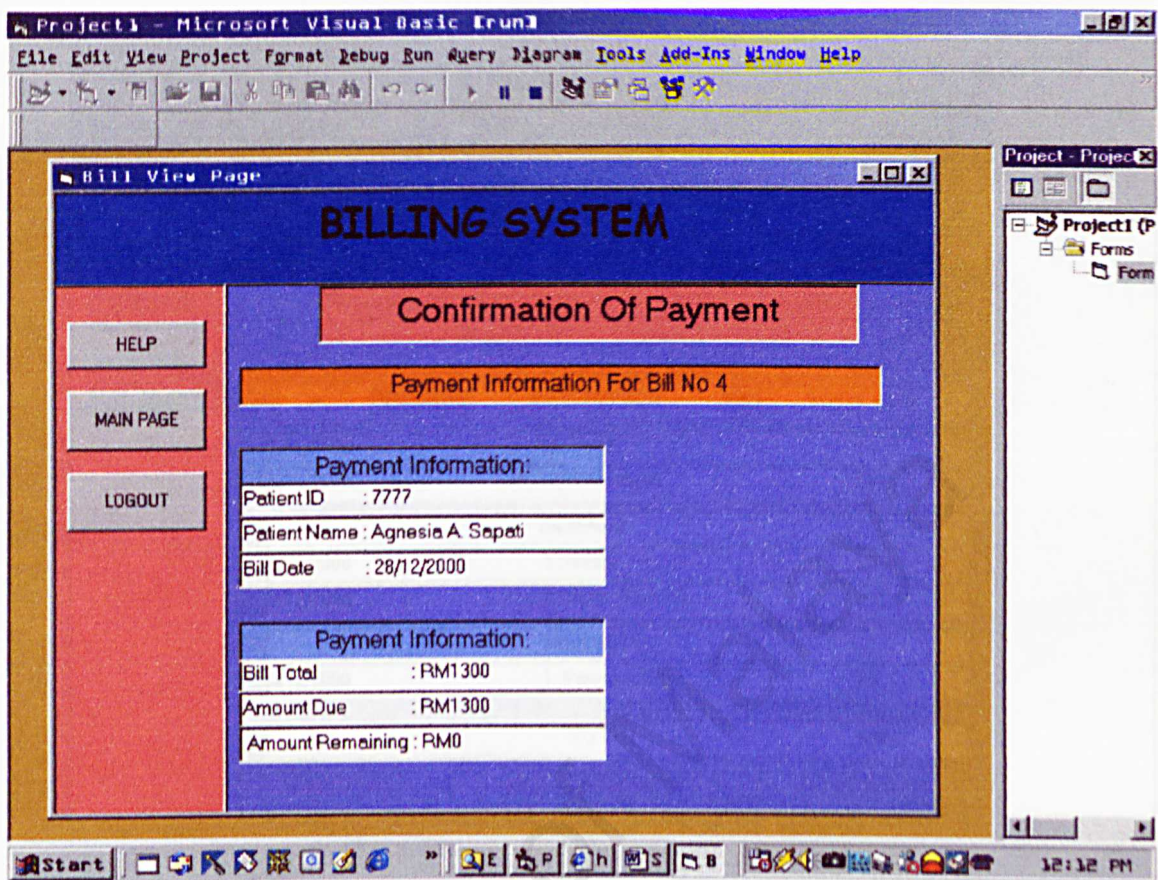 Project1 - Microsoft Visual Basic [run]
File Edit View Project Format Debug Run Query Diagram Tools Add-Ins Window Help
Project - Projec
Project1 (P
Forms
Form
Bill View Page
BILLING SYSTEM
HELP
MAIN PAGE
LOGOUT
Confirmation Of Payment
Payment Information For Bill No 4
Payment Information:
Patient ID : 7777
Patient Name : Agnesia A. Sapati
Bill Date : 28/12/2000
Payment Information:
Bill Total : RM1300
Amount Due : RM1300
Amount Remaining : RM0
Start » E P h S B 12:12 PM